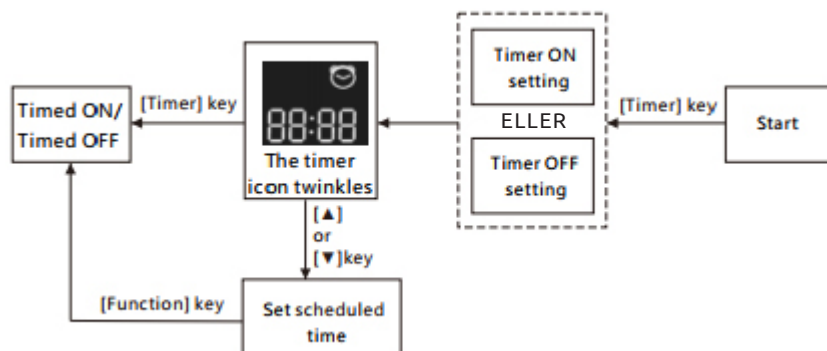 Timed ON/
Timed OFF
[Timer] key
88:88
The timer
icon twinkles
Timer ON
setting
ELLER
Timer OFF
setting
[Timer] key
Start
[▲]
or
[▼]key
[Function] key
Set scheduled
time